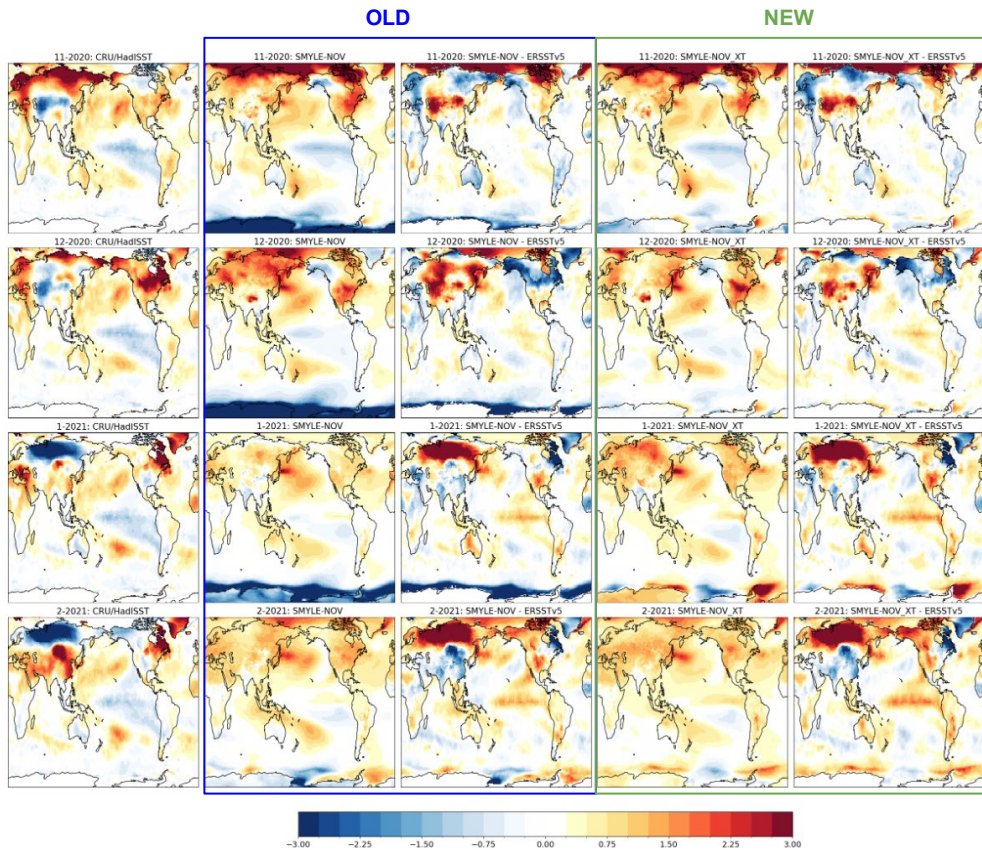 OLD
NEW
11-2020: CRU/HadISST
11-2020: SMYLE-NOV
11-2020: SMYLE-NOV - ERSSTv5
11-2020: SMYLE-NOV_XT
11-2020: SMYLE-NOV_XT - ERSSTv5
12-2020: CRU/HadISST
12-2020: SMYLE-NOV
12-2020: SMYLE-NOV - ERSSTv5
12-2020: SMYLE-NOV_XT
12-2020: SMYLE-NOV_XT - ERSSTv5
1-2021: CRU/HadISST
1-2021: SMYLE-NOV
1-2021: SMYLE-NOV - ERSSTv5
1-2021: SMYLE-NOV_XT
1-2021: SMYLE-NOV_XT - ERSSTv5
2-2021: CRU/HadISST
2-2021: SMYLE-NOV
2-2021: SMYLE-NOV - ERSSTv5
2-2021: SMYLE-NOV_XT
2-2021: SMYLE-NOV_XT - ERSSTv5
−3.00 −2.25 −1.50 −0.75 0.00 0.75 1.50 2.25 3.00